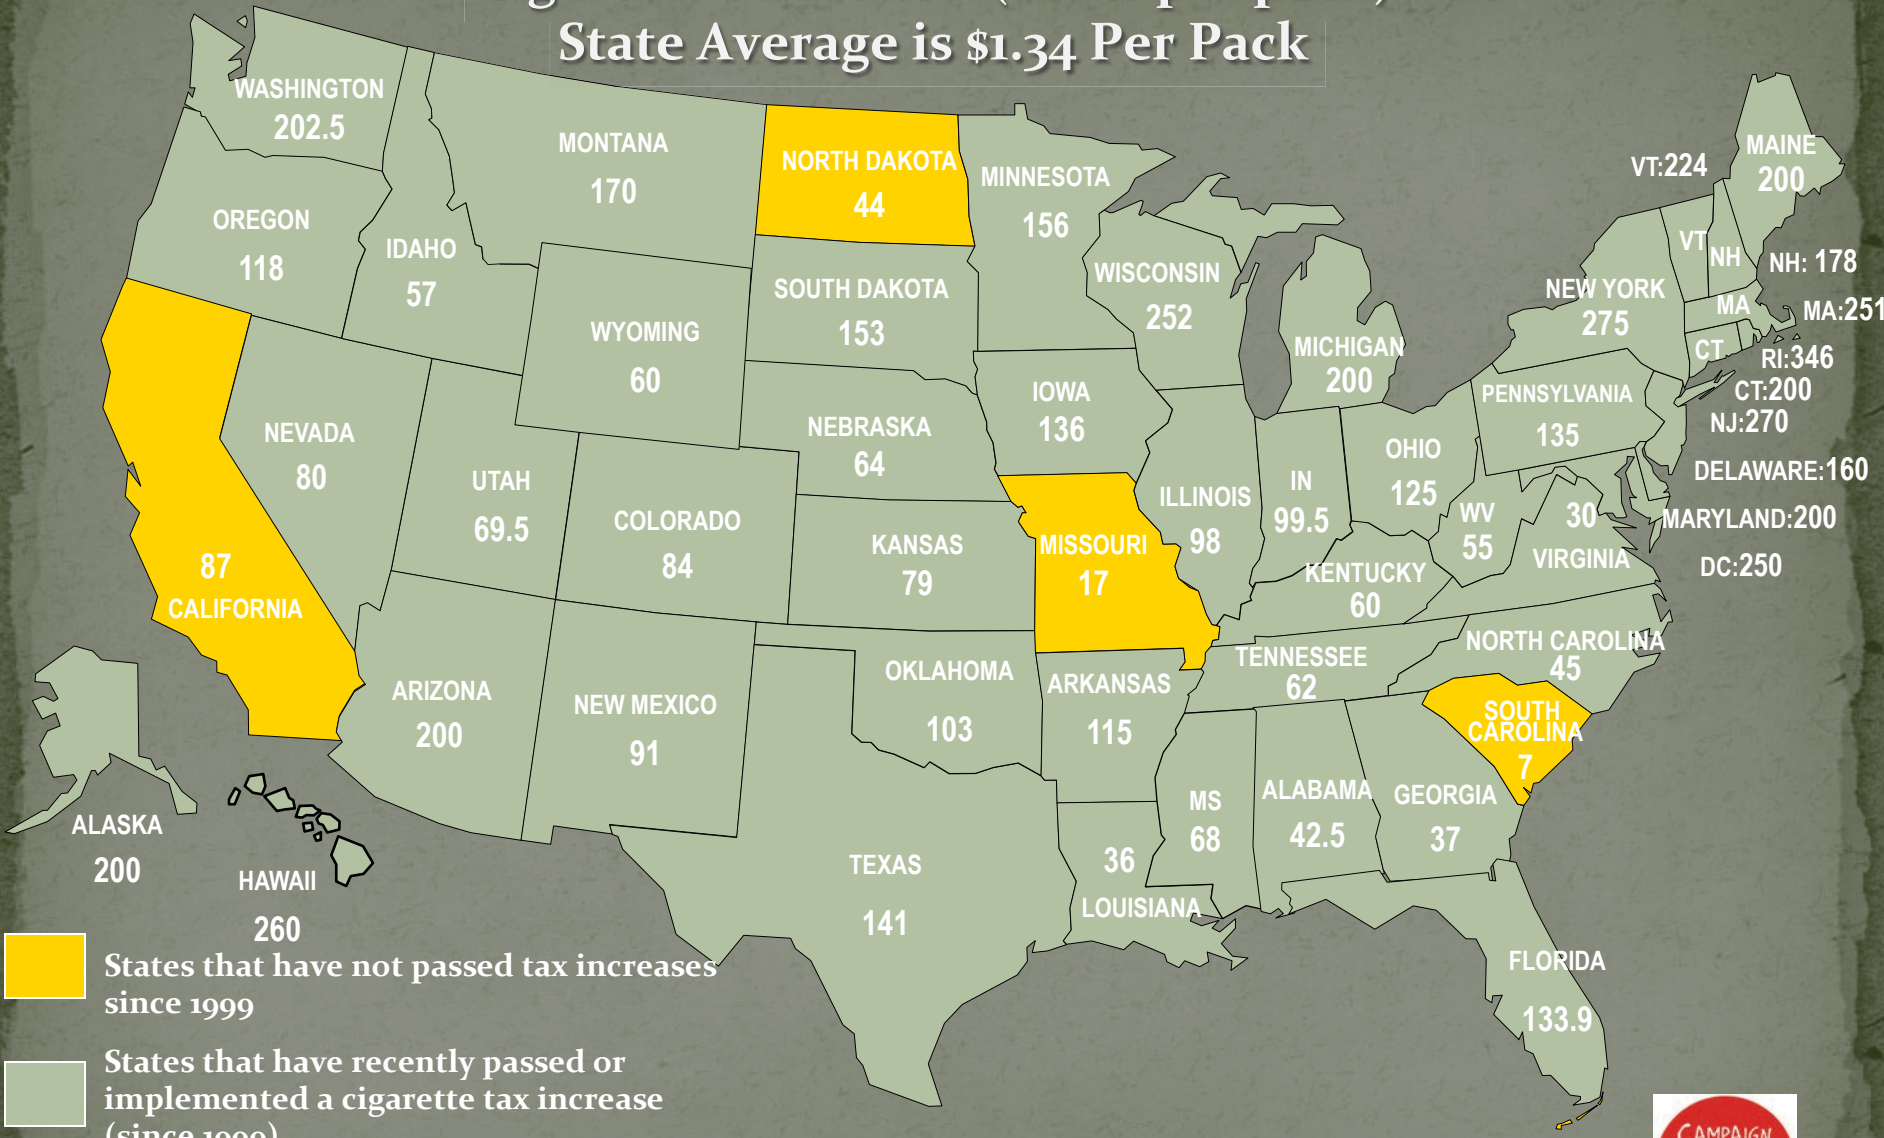 State Average is $1.34 Per Pack
WASHINGTON
202.5
MONTANA
170
NORTH DAKOTA
44
MINNESOTA
156
VT:224
MAINE
200
OREGON
118
IDAHO
57
WYOMING
60
SOUTH DAKOTA
153
WISCONSIN
252
MICHIGAN
200
NEW YORK
275
VT
NH
NH: 178
MA
MA:251
CT
RI:346
CT:200
NJ:270
PENNSYLVANIA
135
DELAWARE:160
MARYLAND:200
DC:250
NEVADA
80
UTAH
69.5
COLORADO
84
NEBRASKA
64
KANSAS
79
IOWA
136
MISSOURI
17
ILLINOIS
98
IN
99.5
OHIO
125
WV
55
30
VIRGINIA
KENTUCKY
60
87
CALIFORNIA
ARIZONA
200
NEW MEXICO
91
OKLAHOMA
103
ARKANSAS
115
TENNESSEE
62
NORTH CAROLINA
45
SOUTH
CAROLINA
7
MS
68
ALABAMA
42.5
GEORGIA
37
36
LOUISIANA
TEXAS
141
FLORIDA
133.9
ALASKA
200
HAWAII
260
States that have not passed tax increases
since 1999
States that have recently passed or
implemented a cigarette tax increase
(since 1999)
CAMPAIGN